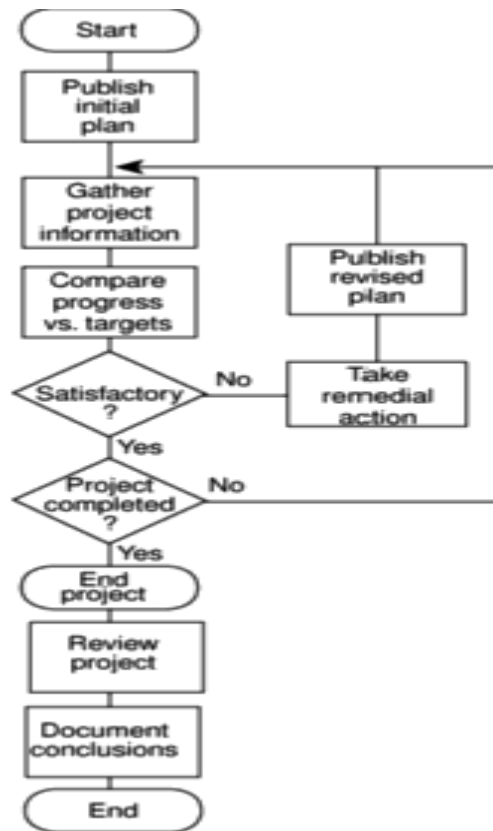 Start
Publish
initial
plan
Gather
project
information
Publish
revised
plan
Compare
progress
vs. targets
Satisfactory
?
No
Take
remedial
action
Yes
Project
completed
?
No
Yes
End
project
Review
project
Document
conclusions
End